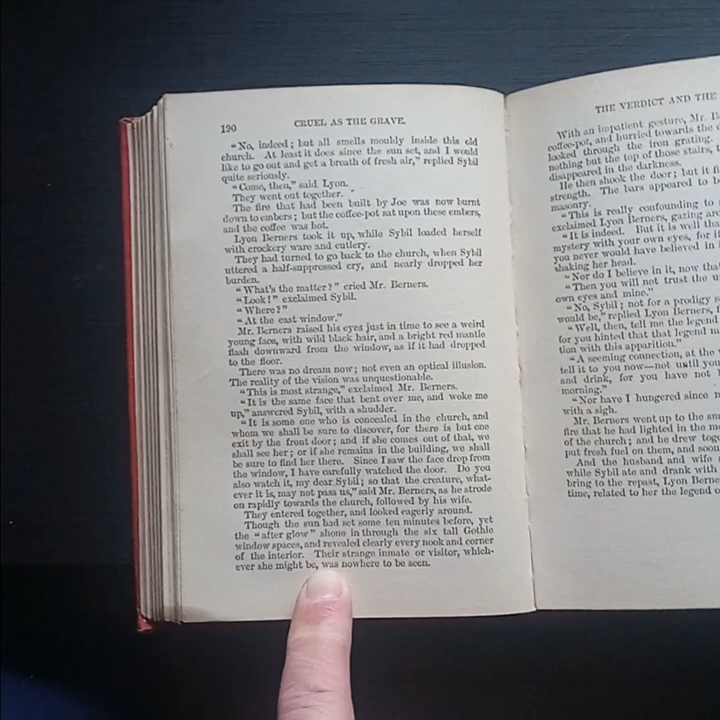 190
CRUEL AS THE GRAVE.
"No, indeed; but all smells mouldly inside this old
church. At least it does since the sun set, and I would
like to go out and get a breath of fresh air," replied Sybil
quite seriously.
"Come, then," said Lyon.
They went out together.
The fire that had been built by Joe was now burnt
down to embers; but the coffee-pot sat upon these embers,
and the coffee was hot.
Lyon Berners took it up, while Sybil loaded herself
with crockery ware and cutlery.
They had turned to go back to the church, when Sybil
uttered a half-suppressed cry, and nearly dropped her
burden.
"What's the matter?" cried Mr. Berners.
"Look!" exclaimed Sybil.
"Where?"
"At the east window."
Mr. Berners raised his eyes just in time to see a weird
young face, with wild black hair, and a bright red mantle
flash downward from the window, as if it had dropped
to the floor.
There was no dream now; not even an optical illusion.
The reality of the vision was unquestionable.
"This is most strange," exclaimed Mr. Berners.
"It is the same face that bent over me, and woke me
up," answered Sybil, with a shudder.
"It is some one who is concealed in the church, and
whom we shall be sure to discover, for there is but one
exit by the front door; and if she comes out of that, we
shall see her; or if she remains in the building, we shall
be sure to find her there. Since I saw the face drop from
the window, I have carefully watched the door. Do you
also watch it, my dear Sybil; so that the creature, what-
ever it is, may not pass us," said Mr. Berners, as he strode
on rapidly towards the church, followed by his wife.
They entered together, and looked eagerly around.
Though the sun had set some ten minutes before, yet
the "after glow" shone in through the six tall Gothic
window spaces, and revealed clearly every nook and corner
of the interior. Their strange inmate or visitor, which-
ever she might be, was nowhere to be seen.
THE VERDICT AND THE
With an impatient gesture, Mr. B
coffee-pot, and hurried towards the
looked through the iron grating.
nothing but the top of those stairs, t
disappeared in the darkness.
He then shook the door; but it
strength. The bars appeared to b
masonry.
"This is really confounding to
exclaimed Lyon Berners, gazing ar
"It is indeed. But it is well tha
mystery with your own eyes, for i
you never would have believed in
shaking her head.
"Nor do I believe in it, now that
"Then you will not trust the
own eyes and mine."
"No, Sybil; not for a prodigy
would be," replied Lyon Berners, f
"Well, then, tell me the legend
for you hinted that that legend
tion with this apparition."
"A seeming connection, at the
tell it to you now—not until you
and drink, for you have not
morning."
"Nor have I hungered since
with a sigh.
Mr. Berners went up to the sm
fire that he had lighted in the
of the church; and he drew toge
put fresh fuel on them, and soon
And the husband and wife
while Sybil ate and drank with
bring to the repast, Lyon Berne
time, related to her the legend o